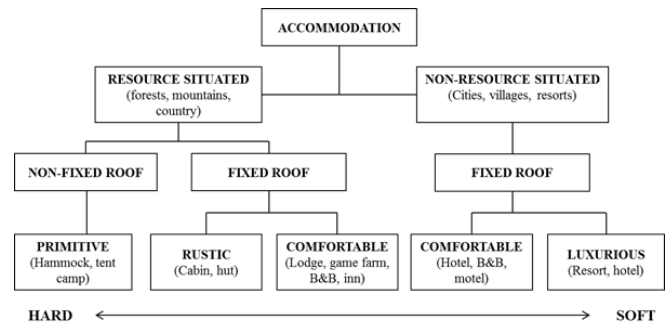 ACCOMMODATION
RESOURCE SITUATED
(forests, mountains,
country)
NON-RESOURCE SITUATED
(Cities, villages, resorts)
NON-FIXED ROOF
FIXED ROOF
FIXED ROOF
PRIMITIVE
(Hammock, tent
camp)
RUSTIC
(Cabin, hut)
COMFORTABLE
(Lodge, game farm,
B&B, inn)
COMFORTABLE
(Hotel, B&B,
motel)
LUXURIOUS
(Resort, hotel)
HARD
SOFT